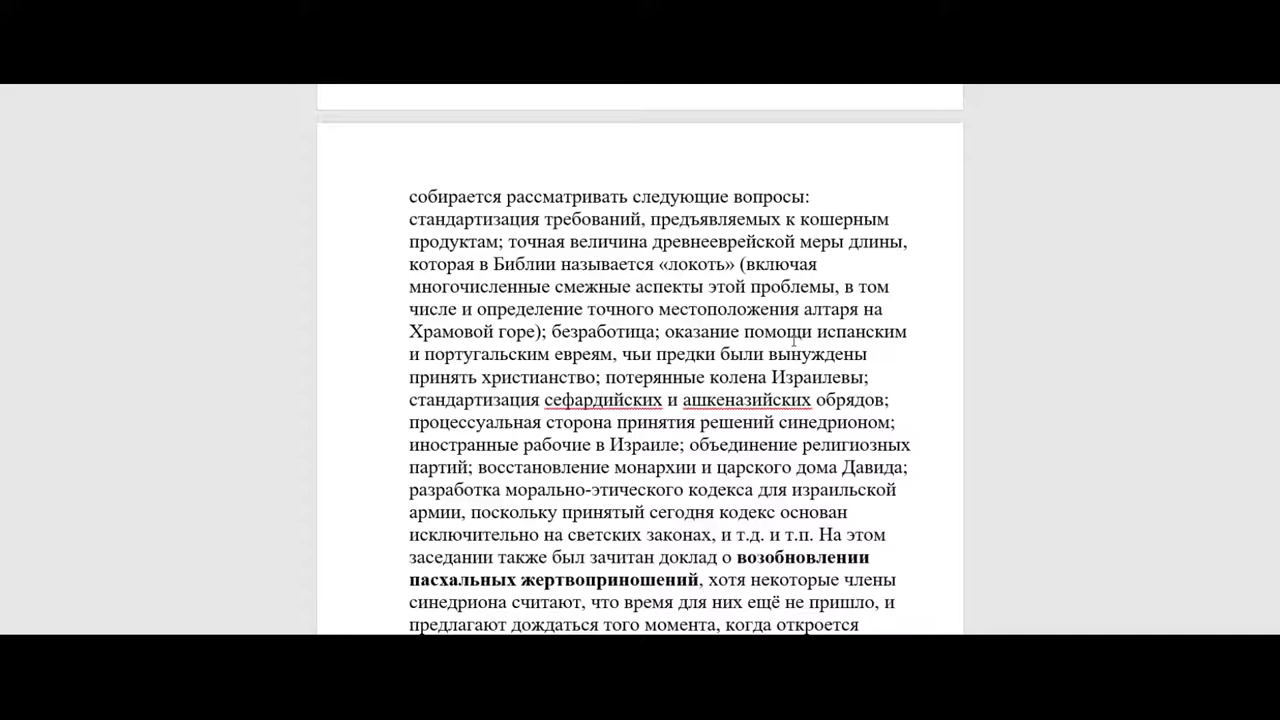 собирается рассматривать следующие вопросы:
стандартизация требований, предъявляемых к кошерным
продуктам; точная величина древнееврейской меры длины,
которая в Библии называется «локоть» (включая
многочисленные смежные аспекты этой проблемы, в том
числе и определение точного местоположения алтаря на
Храмовой горе); безработица; оказание помощи испанским
и португальским евреям, чьи предки были вынуждены
принять христианство; потерянные колена Израилевы;
стандартизация сефардийских и ашкеназийских обрядов;
процессуальная сторона принятия решений синедрионом;
иностранные рабочие в Израиле; объединение религиозных
партий; восстановление монархии и царского дома Давида;
разработка морально-этического кодекса для израильской
армии, поскольку принятый сегодня кодекс основан
исключительно на светских законах, и т.д. и т.п. На этом
заседании также был зачитан доклад о возобновлении
пасхальных жертвоприношений, хотя некоторые члены
синедриона считают, что время для них ещё не пришло, и
предлагают дождаться того момента, когда откроется